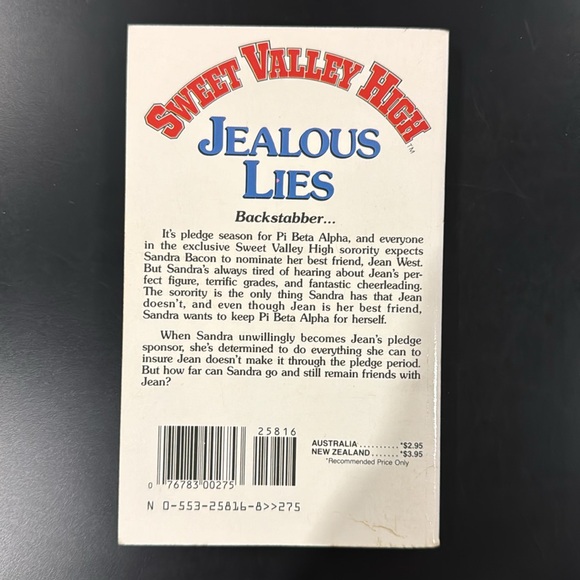 SWEET VALLEY HIGH™
JEALOUS
LIES
Backstabber...
It's pledge season for Pi Beta Alpha, and everyone
in the exclusive Sweet Valley High sorority expects
Sandra Bacon to nominate her best friend, Jean West.
But Sandra's always tired of hearing about Jean's per-
fect figure, terrific grades, and fantastic cheerleading.
The sorority is the only thing Sandra has that Jean
doesn't, and even though Jean is her best friend,
Sandra wants to keep Pi Beta Alpha for herself.
When Sandra unwillingly becomes Jean's pledge
sponsor, she's determined to do everything she can to
insure Jean doesn't make it through the pledge period.
But how far can Sandra go and still remain friends with
Jean?
25816
AUSTRALIA .......... *$2.95
NEW ZEALAND ....... *$3.95
*Recommended Price Only
0 76783 00275
N 0-553-25816-8>>275